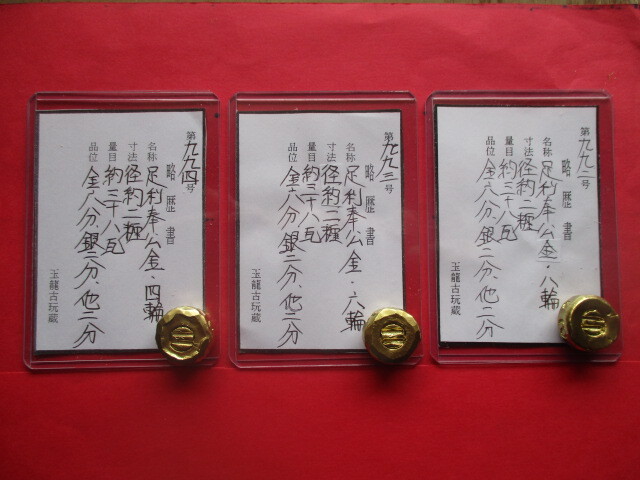 第九九四号
略歴書
名称 足利奉公金・四輪
寸法 径約二糎
量目 約三十八瓦
品位 金六分、銀二分、他二分
玉龍古玩蔵
第九九三号
略歴書
名称 足利奉公金・六輪
寸法 径約二糎
量目 約三十八瓦
品位 金六分、銀二分、他二分
玉龍古玩蔵
第九九二号
略歴書
名称 足利奉公金・八輪
寸法 径約二糎
量目 約三十八瓦
品位 金六分、銀二分、他二分
玉龍古玩蔵